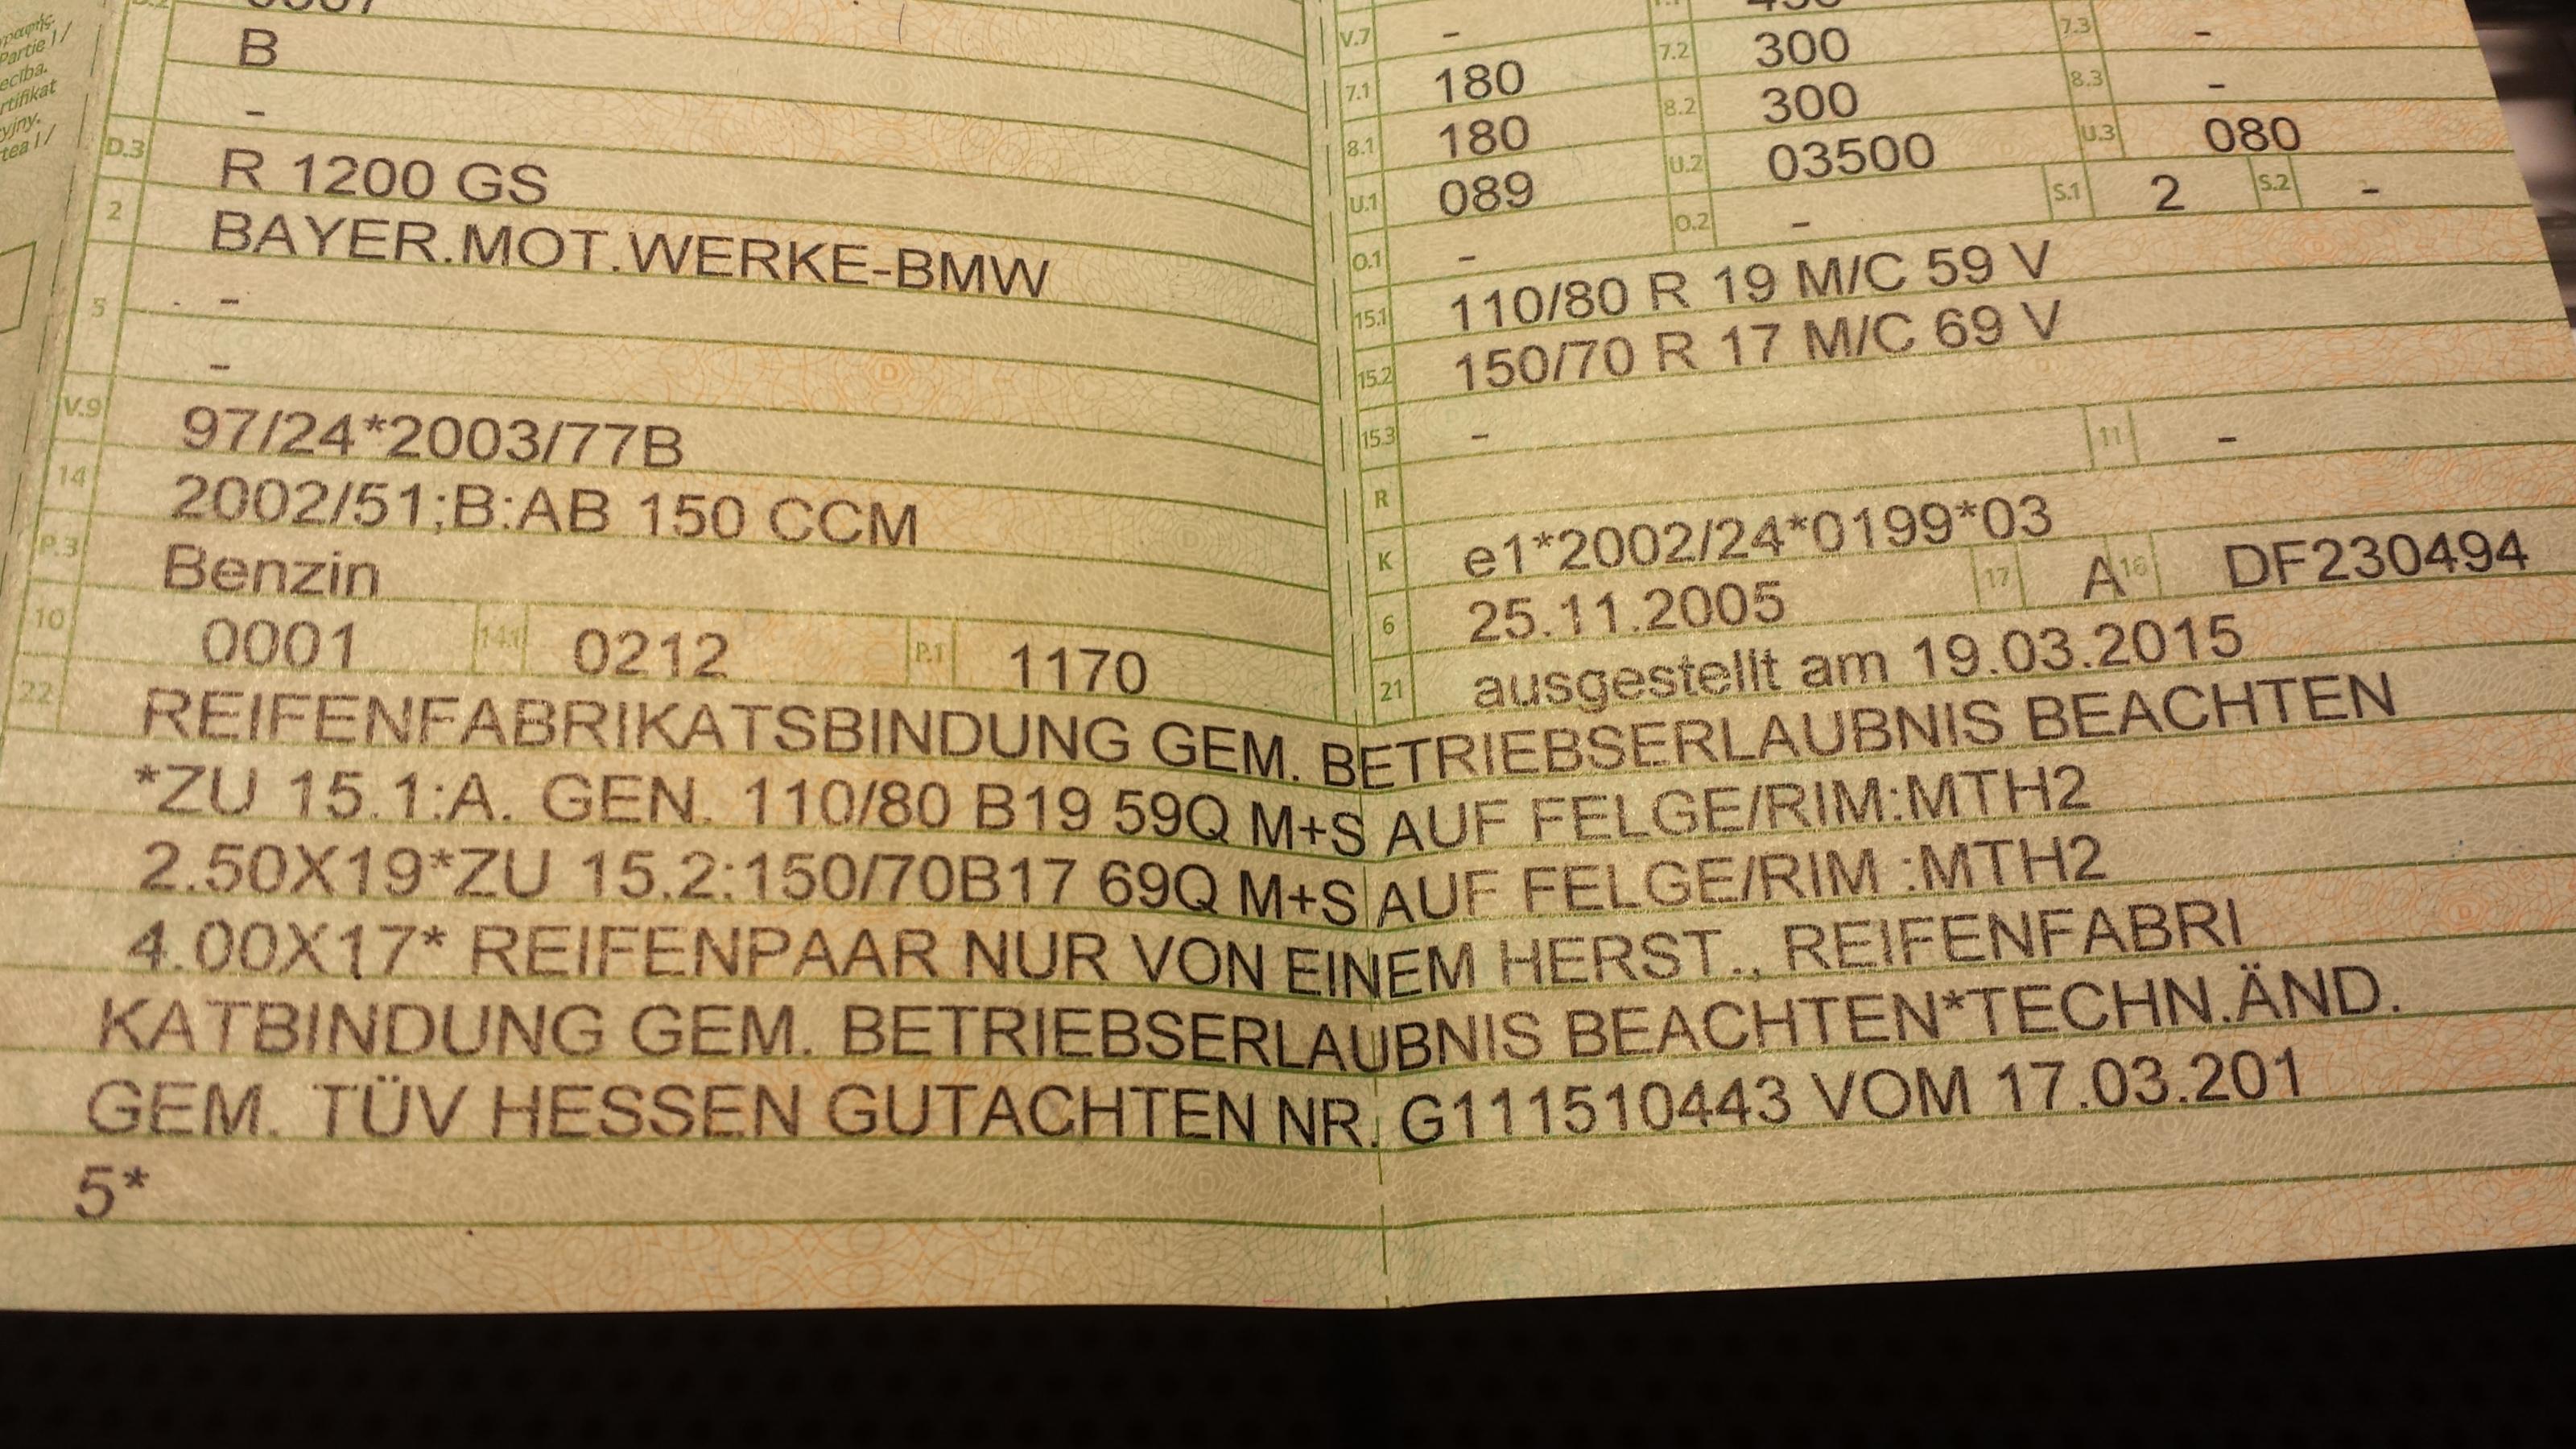 B
-
D.3 R 1200 GS
2 BAYER.MOT.WERKE-BMW
5 -
-
V.9 97/24*2003/77B
14 2002/51;B:AB 150 CCM
P.3 Benzin
10 0001 14.1 0212 P.1 1170
V.7 -
7.1 180 7.2 300 7.3 -
8.1 180 8.2 300 8.3 -
U.1 089 U.2 03500 U.3 080
O.1 - O.2 - S.1 2 S.2 -
15.1 110/80 R 19 M/C 59 V
15.2 150/70 R 17 M/C 69 V
15.3 -
R 11 -
K e1*2002/24*0199*03
6 25.11.2005 17 A 16 DF230494
21 ausgestellt am 19.03.2015
22 REIFENFABRIKATSBINDUNG GEM. BETRIEBSERLAUBNIS BEACHTEN
*ZU 15.1:A. GEN. 110/80 B19 59Q M+S AUF FELGE/RIM:MTH2
2.50X19*ZU 15.2:150/70B17 69Q M+S AUF FELGE/RIM :MTH2
4.00X17* REIFENPAAR NUR VON EINEM HERST., REIFENFABRI
KATBINDUNG GEM. BETRIEBSERLAUBNIS BEACHTEN*TECHN.ÄND.
GEM. TÜV HESSEN GUTACHTEN NR. G111510443 VOM 17.03.201
5*